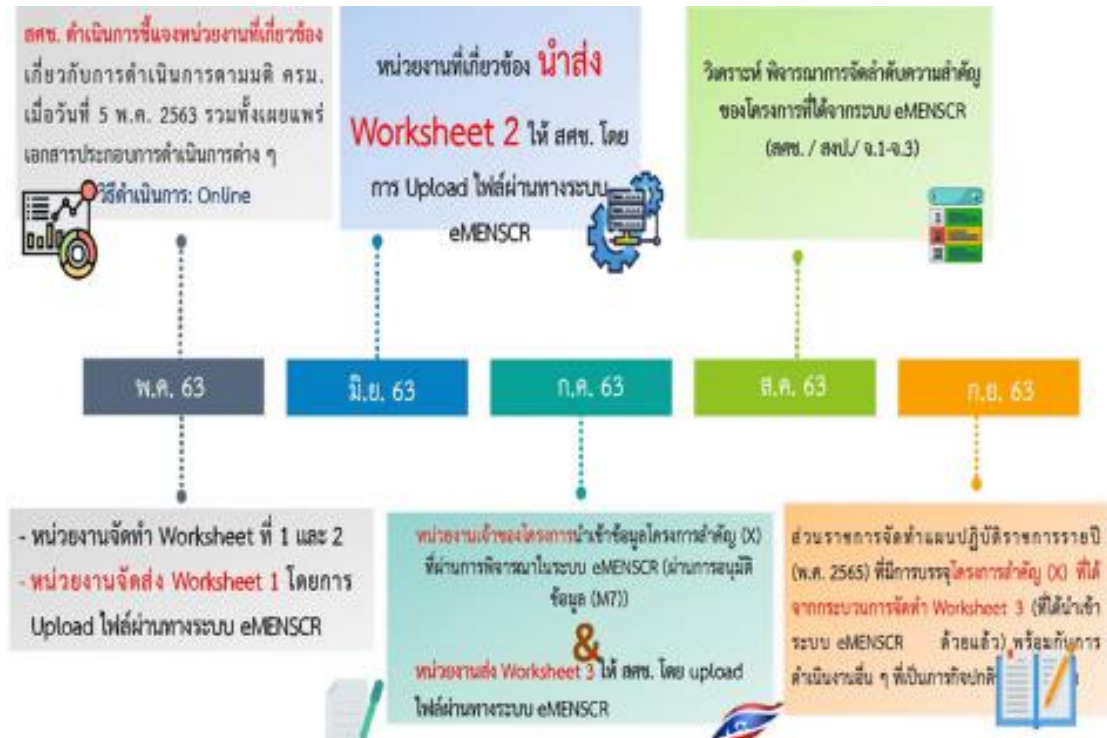 สศช. ดำเนินการชี้แจงหน่วยงานที่เกี่ยวข้อง
เกี่ยวกับการดำเนินการตามมติ ครม.
เมื่อวันที่ 5 พ.ค. 2563 รวมทั้งเผยแพร่
เอกสารประกอบการดำเนินการต่าง ๆ
วิธีดำเนินการ: Online
หน่วยงานที่เกี่ยวข้อง นำส่ง
Worksheet 2 ให้ สศช. โดย
การ Upload ไฟล์ผ่านทางระบบ
eMENSCR
วิเคราะห์ พิจารณาการจัดลำดับความสำคัญ
ของโครงการที่ได้จากระบบ eMENSCR
(สศช. / สงป./ จ.1-จ.3)
พ.ค. 63
มิ.ย. 63
ก.ค. 63
ส.ค. 63
ก.ย. 63
- หน่วยงานจัดทำ Worksheet ที่ 1 และ 2
- หน่วยงานจัดส่ง Worksheet 1 โดยการ
Upload ไฟล์ผ่านทางระบบ eMENSCR
หน่วยงานเจ้าของโครงการนำเข้าข้อมูลโครงการสำคัญ (X)
ที่ผ่านการพิจารณาในระบบ eMENSCR (ผ่านการอนุมัติ
ข้อมูล (M7))
&
หน่วยงานส่ง Worksheet 3 ให้ สศช. โดย upload
ไฟล์ผ่านทางระบบ eMENSCR
ส่วนราชการจัดทำแผนปฏิบัติราชการรายปี
(พ.ศ. 2565) ที่มีการบรรจุโครงการสำคัญ (X) ที่ได้
จากกระบวนการจัดทำ Worksheet 3 (ที่ได้นำเข้า
ระบบ eMENSCR ด้วยแล้ว) พร้อมกับการ
ดำเนินงานอื่น ๆ ที่เป็นภารกิจปกติ